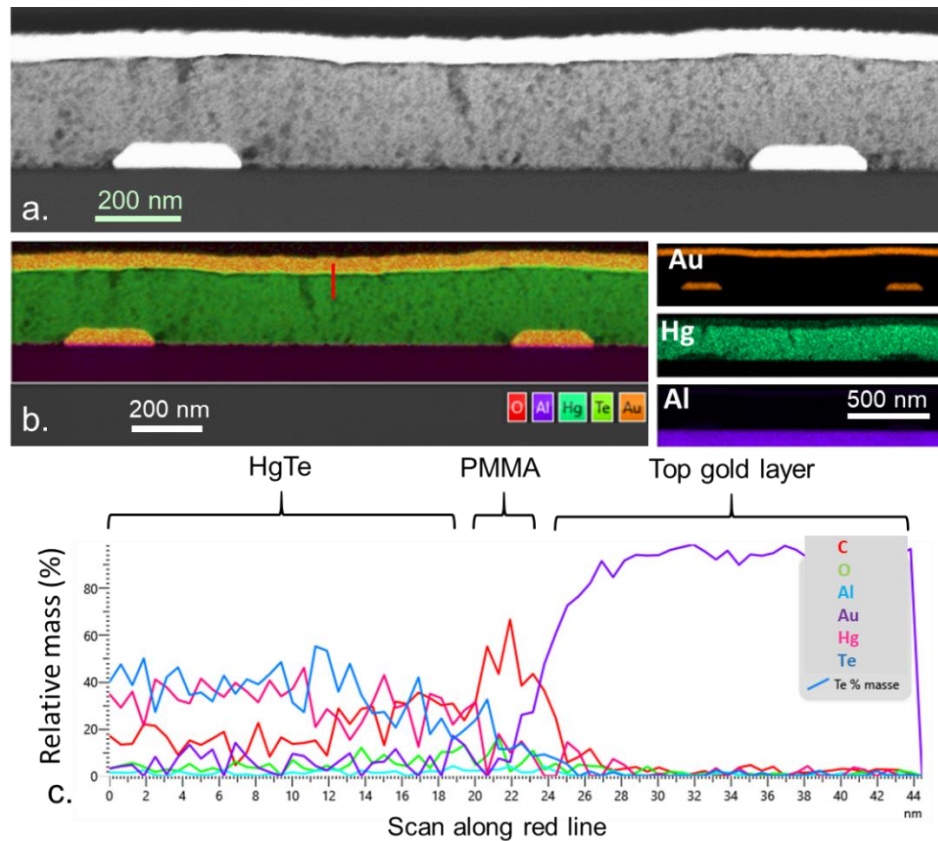 200 nm
a.
b.
200 nm
O Al Hg Te Au
Au
Hg
Al
500 nm
HgTe
PMMA
Top gold layer
Relative mass (%)
80
60
40
20
0
C
O
Al
Au
Hg
Te
Te % masse
c.
0 2 4 6 8 10 12 14 16 18 20 22 24 26 28 30 32 34 36 38 40 42 44
nm
Scan along red line